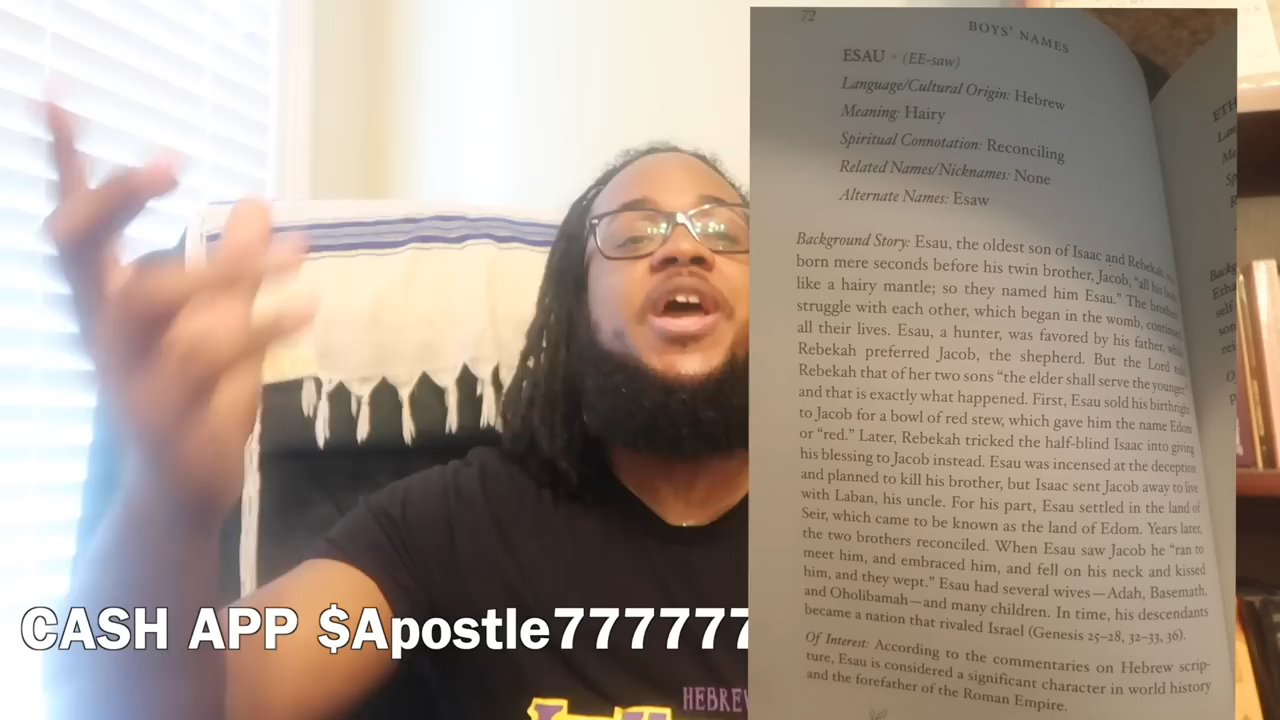 72
BOYS' NAMES
ESAU • (EE-saw)
Language/Cultural Origin: Hebrew
Meaning: Hairy
Spiritual Connotation: Reconciling
Related Names/Nicknames: None
Alternate Names: Esaw
Background Story: Esau, the oldest son of Isaac and Rebekah,
born mere seconds before his twin brother, Jacob, "all his
like a hairy mantle; so they named him Esau." The brothers
struggle with each other, which began in the womb,
all their lives. Esau, a hunter, was favored by his father,
Rebekah preferred Jacob, the shepherd. But the Lord told
Rebekah that of her two sons "the elder shall serve the younger,"
and that is exactly what happened. First, Esau sold his birthright
to Jacob for a bowl of red stew, which gave him the name Edom
or "red." Later, Rebekah tricked the half-blind Isaac into giving
his blessing to Jacob instead. Esau was incensed at the deception
and planned to kill his brother, but Isaac sent Jacob away to live
with Laban, his uncle. For his part, Esau settled in the land of
Seir, which came to be known as the land of Edom. Years later,
the two brothers reconciled. When Esau saw Jacob he "ran to
meet him, and embraced him, and fell on his neck and kissed
him, and they wept." Esau had several wives—Adah, Basemath,
and Oholibamah—and many children. In time, his descendants
became a nation that rivaled Israel (Genesis 25–28, 32–33, 36).
Of Interest: According to the commentaries on Hebrew scrip-
ture, Esau is considered a significant character in world history
and the forefather of the Roman Empire.
CASH APP $Apostle777777
HEBREW